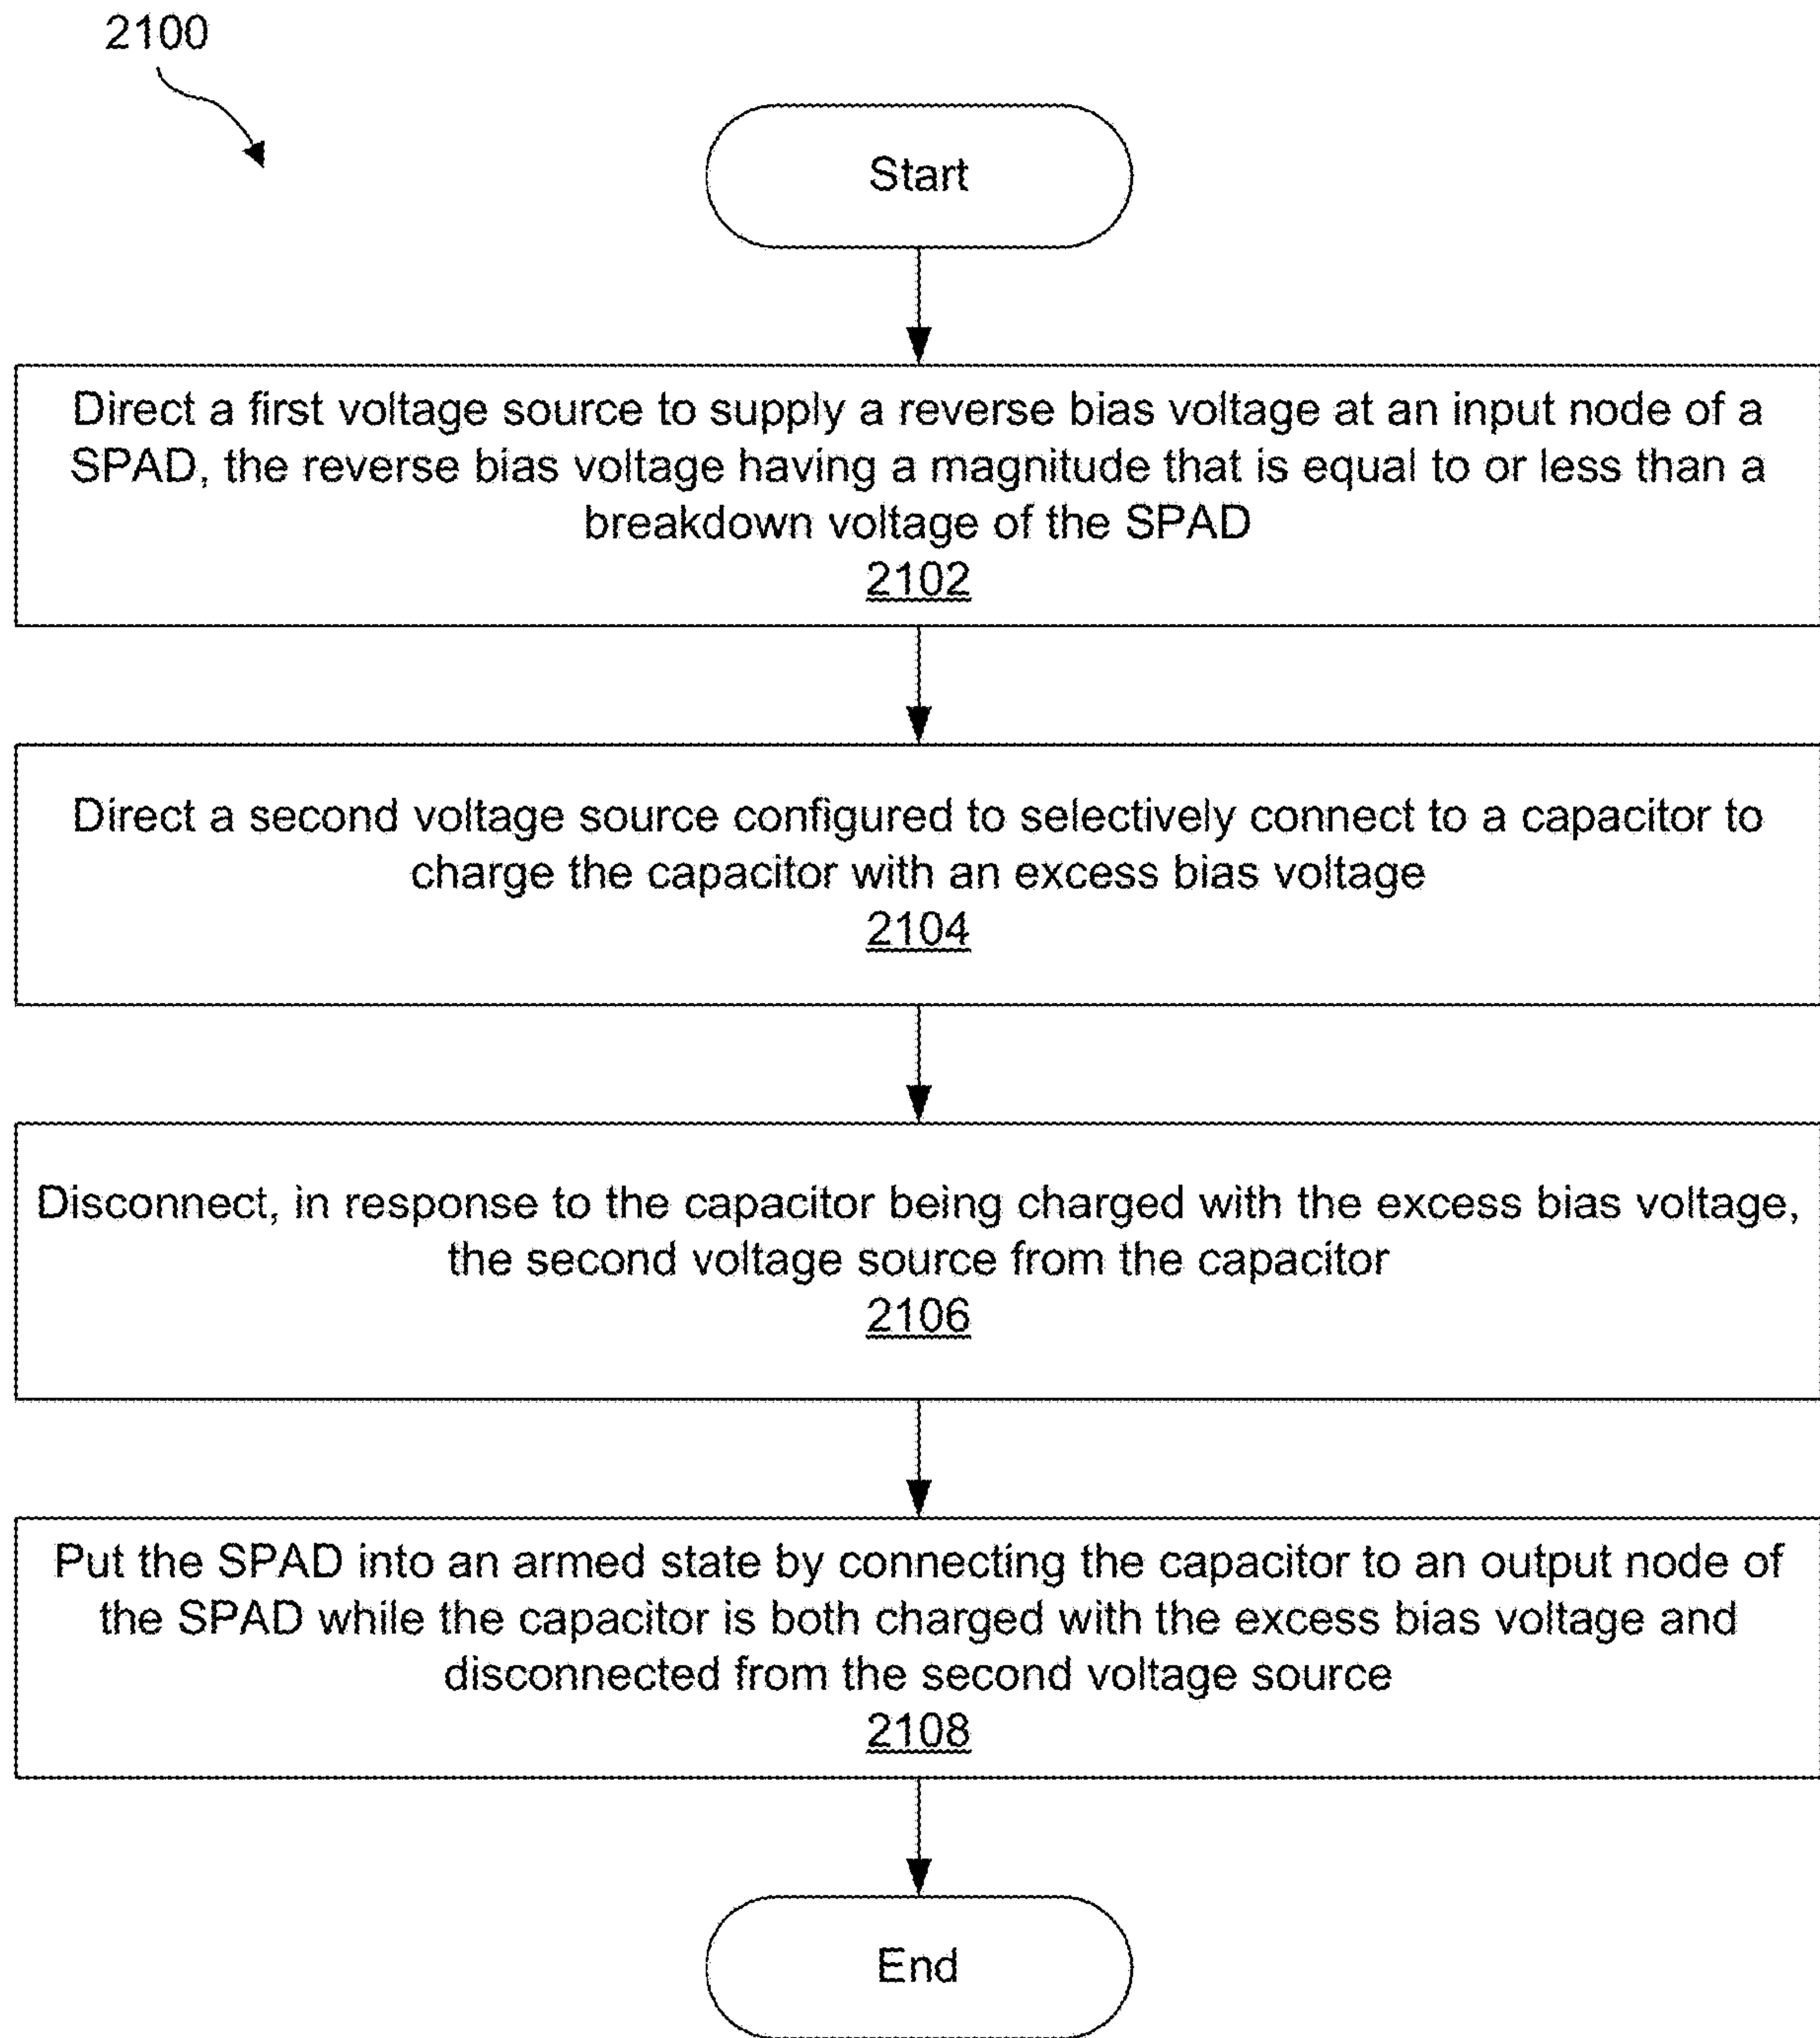 2100
Start
Direct a first voltage source to supply a reverse bias voltage at an input node of a
SPAD, the reverse bias voltage having a magnitude that is equal to or less than a
breakdown voltage of the SPAD
2102
Direct a second voltage source configured to selectively connect to a capacitor to
charge the capacitor with an excess bias voltage
2104
Disconnect, in response to the capacitor being charged with the excess bias voltage,
the second voltage source from the capacitor
2106
Put the SPAD into an armed state by connecting the capacitor to an output node of
the SPAD while the capacitor is both charged with the excess bias voltage and
disconnected from the second voltage source
2108
End